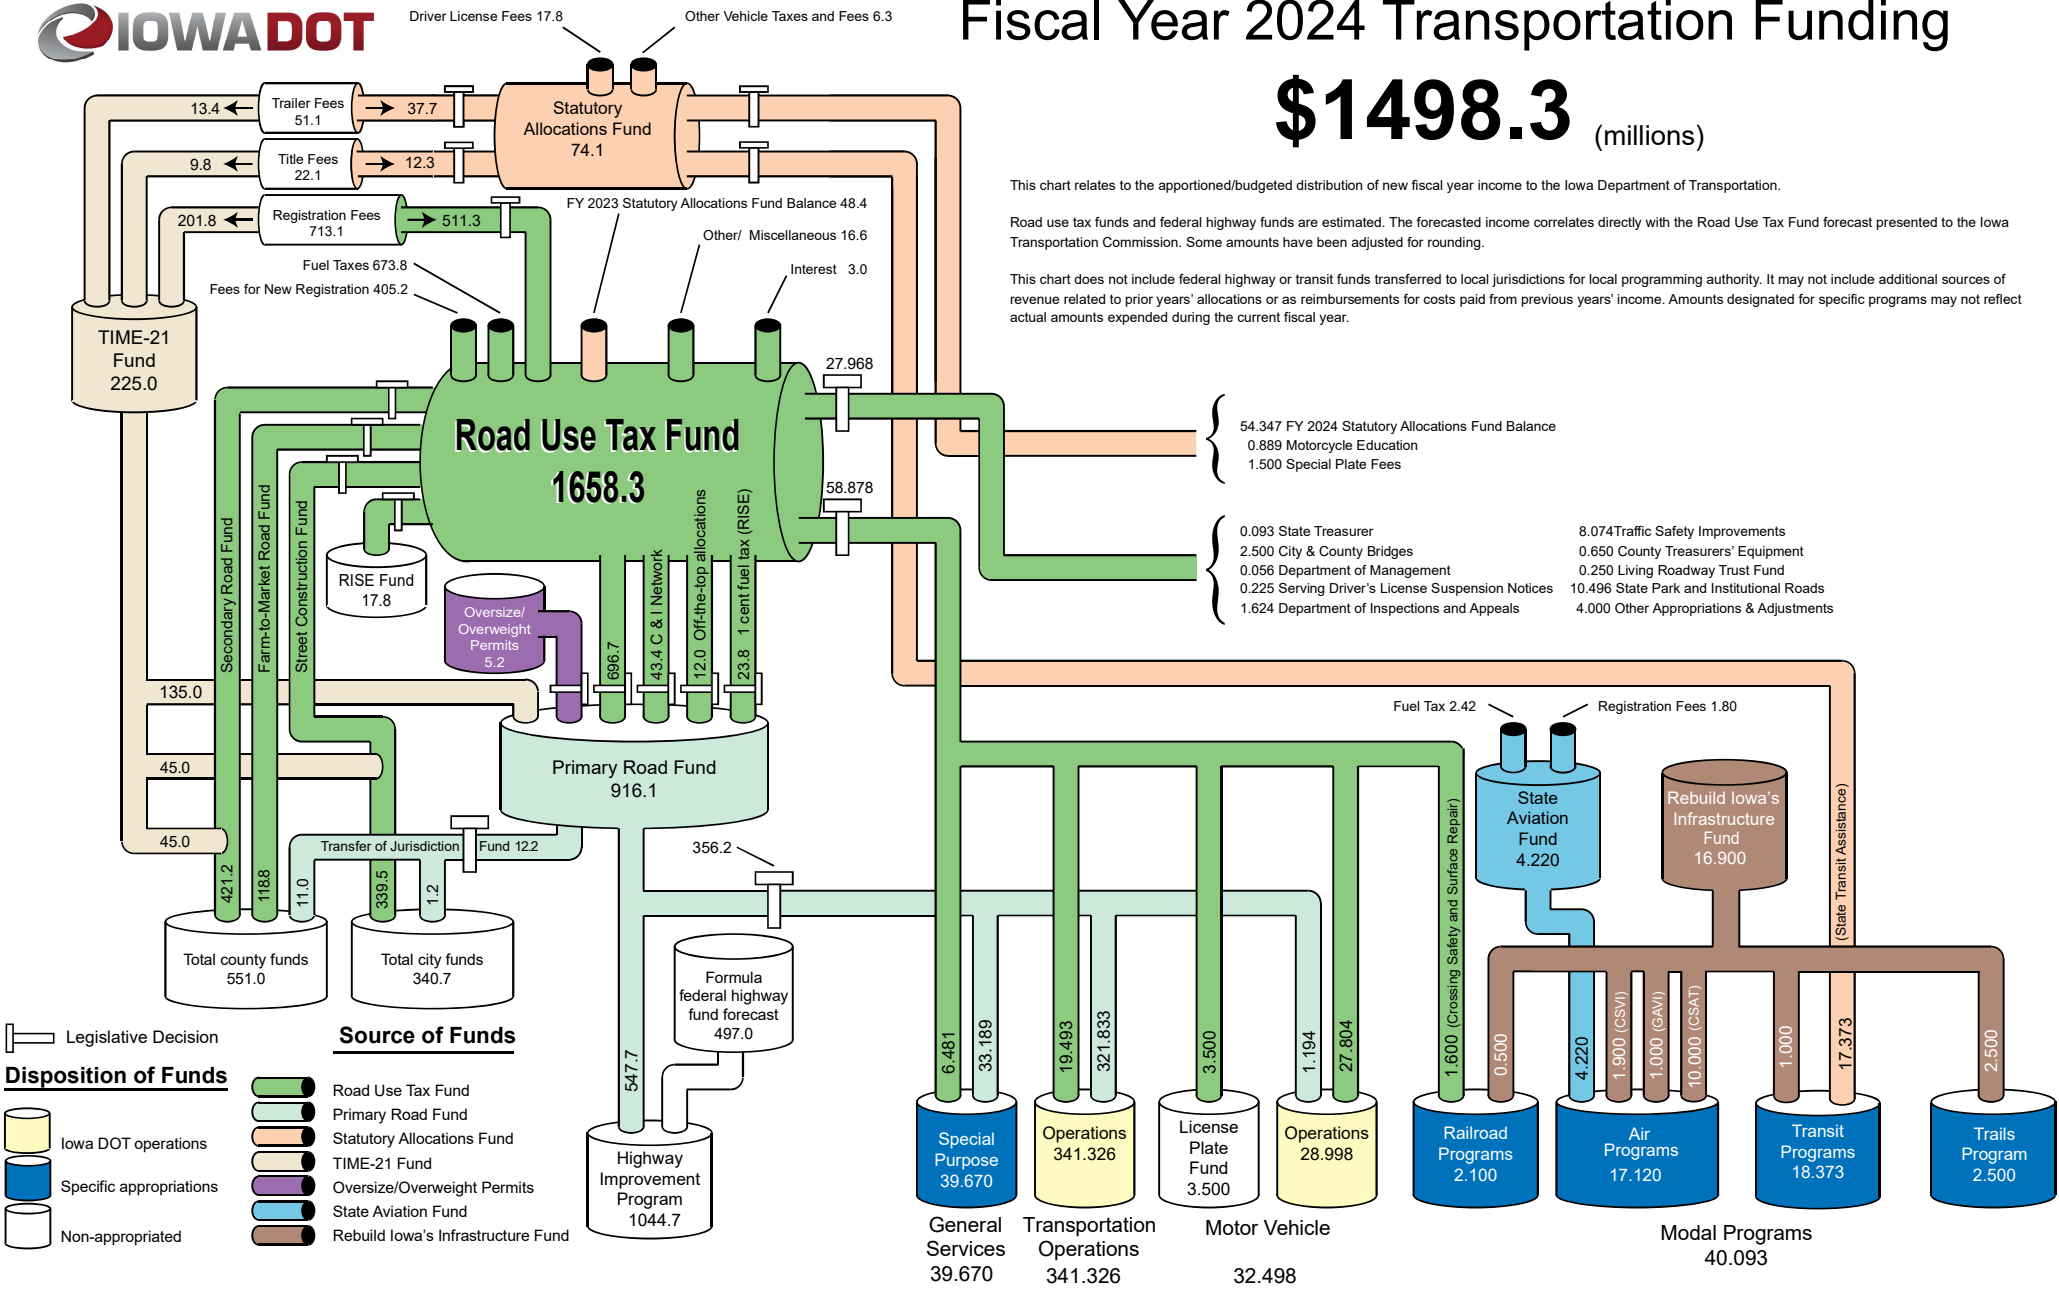 IOWADOT
Fiscal Year 2024 Transportation Funding
$1498.3 (millions)
This chart relates to the apportioned/budgeted distribution of new fiscal year income to the Iowa Department of Transportation.
Road use tax funds and federal highway funds are estimated. The forecasted income correlates directly with the Road Use Tax Fund forecast presented to the Iowa
Transportation Commission. Some amounts have been adjusted for rounding.
This chart does not include federal highway or transit funds transferred to local jurisdictions for local programming authority. It may not include additional sources of
revenue related to prior years' allocations or as reimbursements for costs paid from previous years' income. Amounts designated for specific programs may not reflect
actual amounts expended during the current fiscal year.
Driver License Fees 17.8
Other Vehicle Taxes and Fees 6.3
13.4
Trailer Fees
51.1
37.7
Statutory
Allocations Fund
74.1
9.8
Title Fees
22.1
12.3
201.8
Registration Fees
713.1
511.3
FY 2023 Statutory Allocations Fund Balance 48.4
Other/ Miscellaneous 16.6
Interest 3.0
Fuel Taxes 673.8
Fees for New Registration 405.2
TIME-21
Fund
225.0
Road Use Tax Fund
1658.3
27.968
58.878
54.347 FY 2024 Statutory Allocations Fund Balance
0.889 Motorcycle Education
1.500 Special Plate Fees
0.093 State Treasurer
2.500 City & County Bridges
0.056 Department of Management
0.225 Serving Driver's License Suspension Notices
1.624 Department of Inspections and Appeals
8.074Traffic Safety Improvements
0.650 County Treasurers' Equipment
0.250 Living Roadway Trust Fund
10.496 State Park and Institutional Roads
4.000 Other Appropriations & Adjustments
Secondary Road Fund
Farm-to-Market Road Fund
Street Construction Fund
RISE Fund
17.8
Oversize/
Overweight
Permits
5.2
696.7
43.4 C & I Network
12.0 Off-the-top allocations
23.8 1 cent fuel tax (RISE)
135.0
45.0
45.0
Primary Road Fund
916.1
Transfer of Jurisdiction Fund 12.2
421.2
118.8
11.0
339.5
1.2
Total county funds
551.0
Total city funds
340.7
356.2
Formula
federal highway
fund forecast
497.0
547.7
Highway
Improvement
Program
1044.7
Fuel Tax 2.42
Registration Fees 1.80
State
Aviation
Fund
4.220
Rebuild Iowa's
Infrastructure
Fund
16.900
6.481
33.189
19.493
321.833
3.500
1.194
27.804
1.600 (Crossing Safety and Surface Repair)
0.500
4.220
1.900 (CSVI)
1.000 (GAVI)
10.000 (CSAT)
1.000
17.373
(State Transit Assistance)
2.500
Special
Purpose
39.670
Operations
341.326
License
Plate
Fund
3.500
Operations
28.998
Railroad
Programs
2.100
Air
Programs
17.120
Transit
Programs
18.373
Trails
Program
2.500
General
Services
39.670
Transportation
Operations
341.326
Motor Vehicle
32.498
Modal Programs
40.093
Legislative Decision
Disposition of Funds
Iowa DOT operations
Specific appropriations
Non-appropriated
Source of Funds
Road Use Tax Fund
Primary Road Fund
Statutory Allocations Fund
TIME-21 Fund
Oversize/Overweight Permits
State Aviation Fund
Rebuild Iowa's Infrastructure Fund